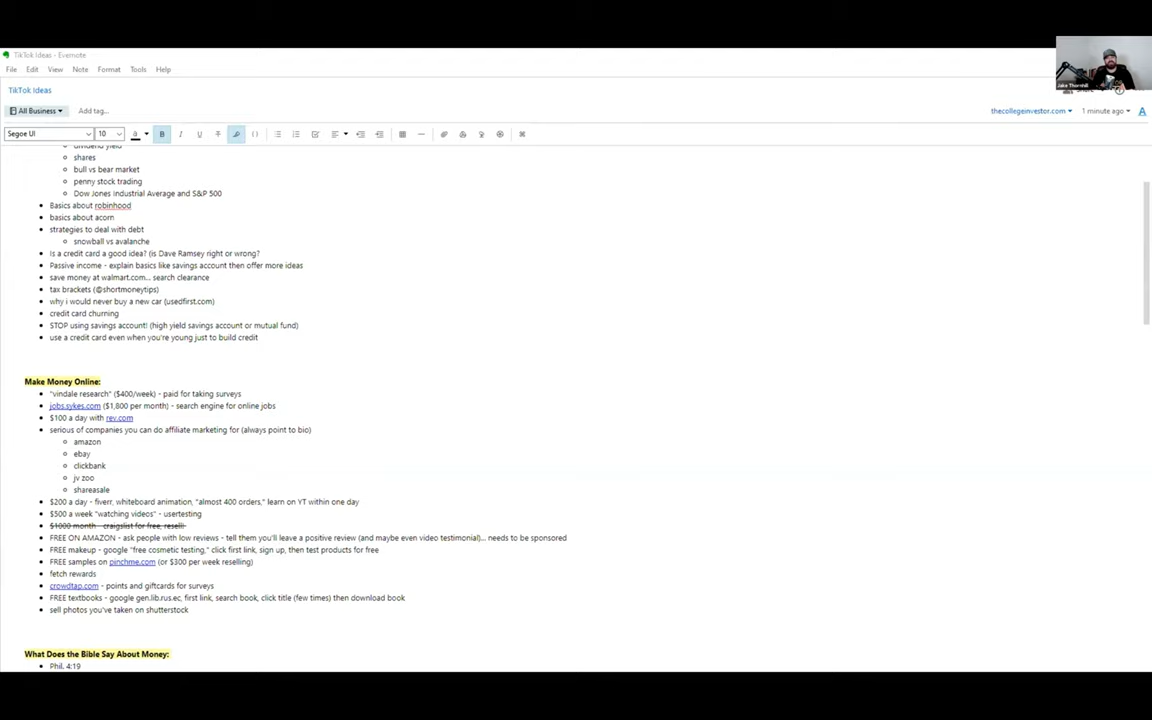 TikTok Ideas - Evernote
File Edit View Note Format Tools Help
Jake Thornhill
TikTok Ideas
All Business Add tag... thecollegeinvestor.com 1 minute ago
Segoe UI 10
dividend yield
shares
bull vs bear market
penny stock trading
Dow Jones Industrial Average and S&P 500
Basics about robinhood
basics about acorn
strategies to deal with debt
snowball vs avalanche
Is a credit card a good idea? (is Dave Ramsey right or wrong?
Passive income - explain basics like savings account then offer more ideas
save money at walmart.com... search clearance
tax brackets (@shortmoneytips)
why i would never buy a new car (usedfirst.com)
credit card churning
STOP using savings account! (high yield savings account or mutual fund)
use a credit card even when you're young just to build credit
Make Money Online:
"vindale research" ($400/week) - paid for taking surveys
jobs.sykes.com ($1,800 per month) - search engine for online jobs
$100 a day with rev.com
serious of companies you can do affiliate marketing for (always point to bio)
amazon
ebay
clickbank
jv zoo
shareasale
$200 a day - fiverr, whiteboard animation, "almost 400 orders," learn on YT within one day
$500 a week "watching videos" - usertesting
$1000 month - craigslist for free, resell)
FREE ON AMAZON - ask people with low reviews - tell them you'll leave a positive review (and maybe even video testimonial)... needs to be sponsored
FREE makeup - google "free cosmetic testing," click first link, sign up, then test products for free
FREE samples on pinchme.com (or $300 per week reselling)
fetch rewards
crowdtap.com - points and giftcards for surveys
FREE textbooks - google gen.lib.rus.ec, first link, search book, click title (few times) then download book
sell photos you've taken on shutterstock
What Does the Bible Say About Money:
Phil. 4:19